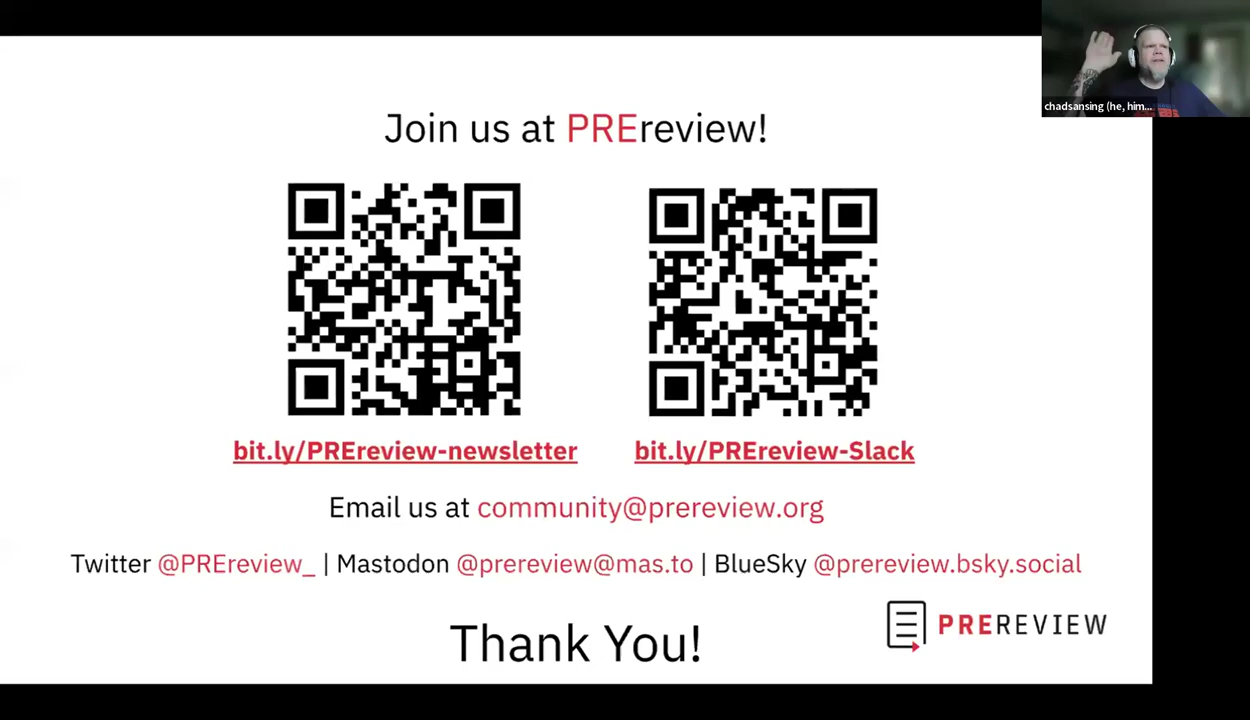 chadsansing (he, him...
Join us at PREreview!
bit.ly/PREreview-newsletter
bit.ly/PREreview-Slack
Email us at community@prereview.org
Twitter @PREreview_ | Mastodon @prereview@mas.to | BlueSky @prereview.bsky.social
PREREVIEW
Thank You!